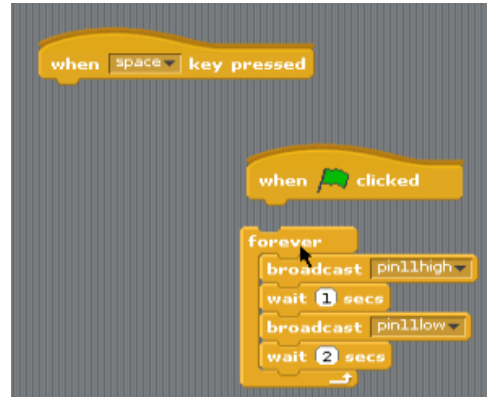 when space key pressed
when clicked
forever
broadcast pin11high
wait 1 secs
broadcast pin11low
wait 2 secs